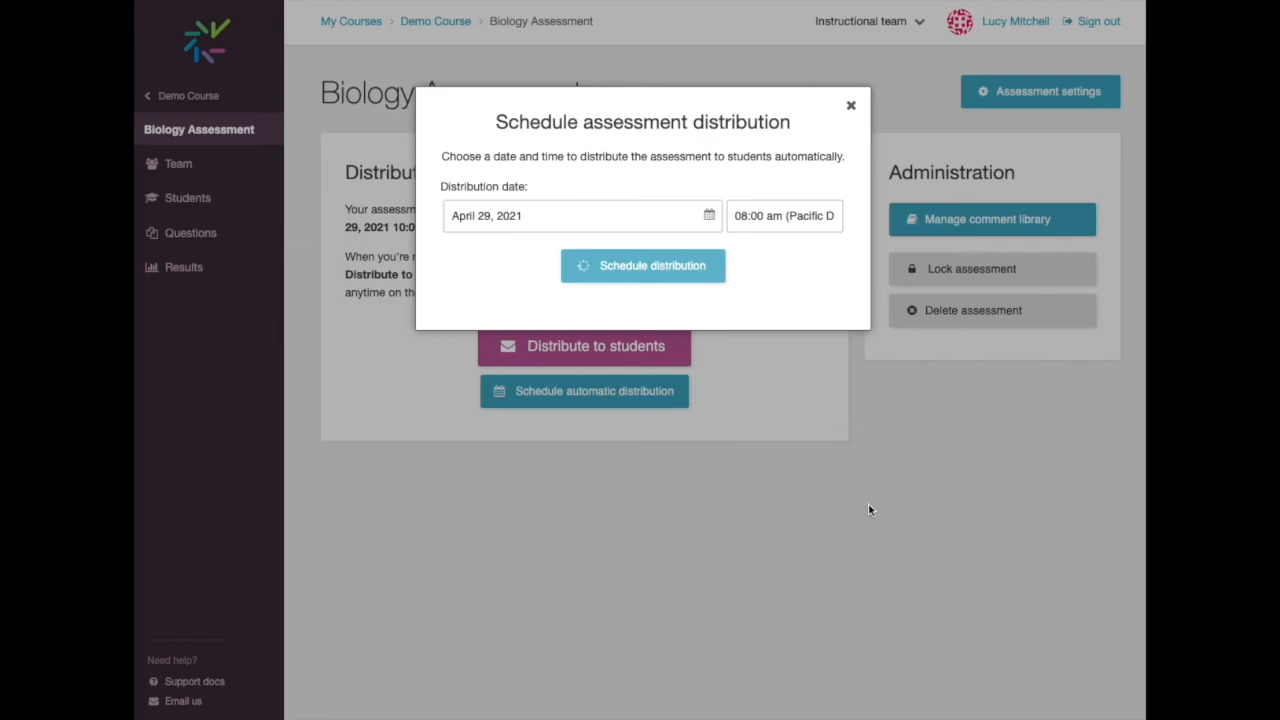 My Courses > Demo Course > Biology Assessment
Instructional team
Lucy Mitchell
Sign out
Demo Course
Biology Assessment
Team
Students
Questions
Results
Need help?
Support docs
Email us
Biology
Assessment settings
Schedule assessment distribution
Choose a date and time to distribute the assessment to students automatically.
Distribution date:
April 29, 2021
08:00 am (Pacific D
Schedule distribution
Your assessm
29, 2021 10:0
When you're
Distribute to
anytime on th
Distribute to students
Schedule automatic distribution
Administration
Manage comment library
Lock assessment
Delete assessment